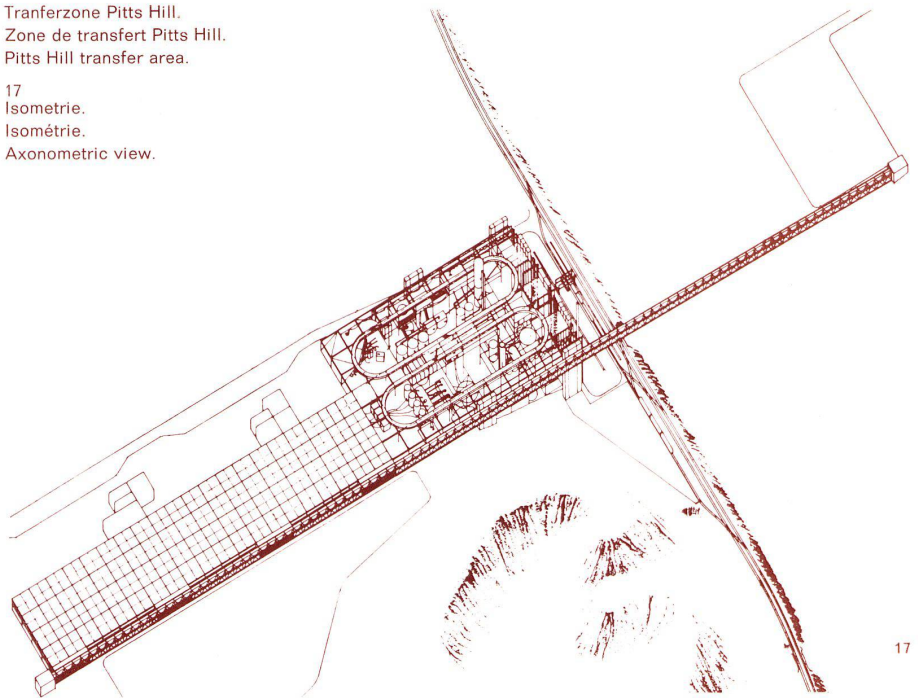 Tranferzone Pitts Hill.
Zone de transfert Pitts Hill.
Pitts Hill transfer area.
17
Isometrie.
Isométrie.
Axonometric view.
17